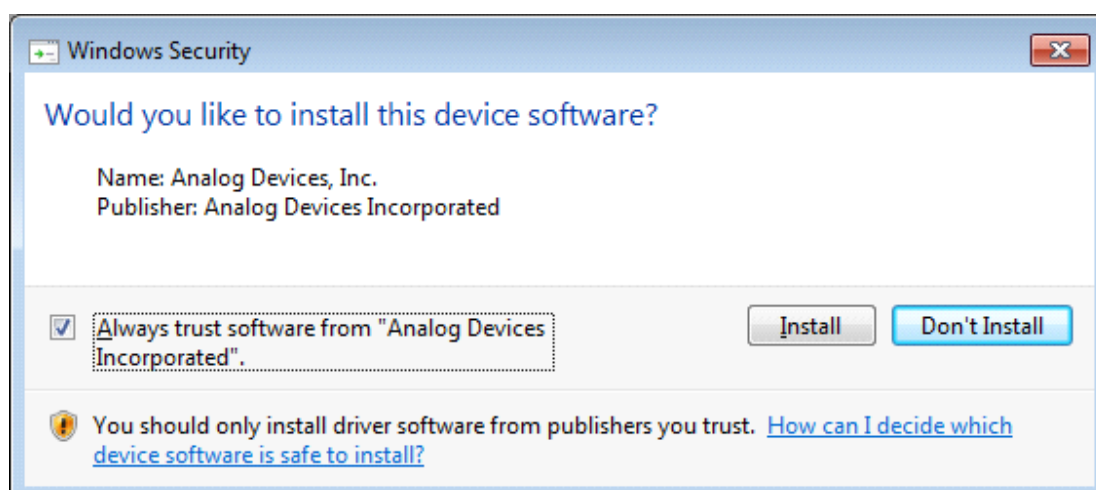 Windows Security
Would you like to install this device software?
Name: Analog Devices, Inc.
Publisher: Analog Devices Incorporated
Always trust software from "Analog Devices
Incorporated".
Install
Don't Install
You should only install driver software from publishers you trust. How can I decide which
device software is safe to install?